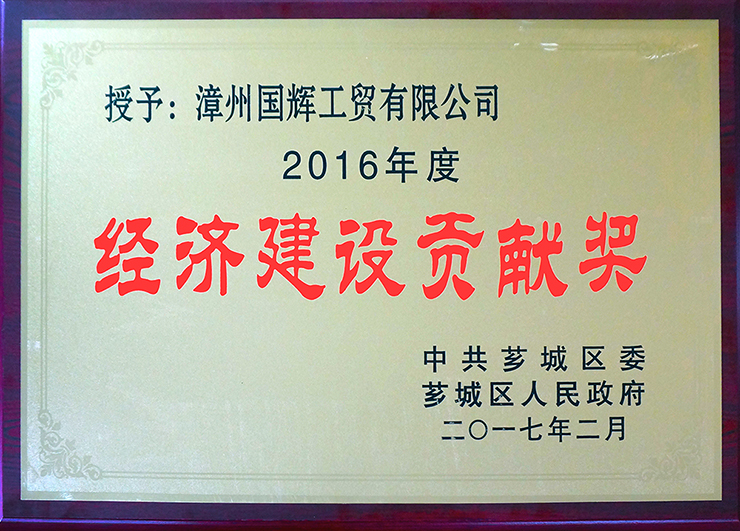 授予：漳州国辉工贸有限公司
2016年度
经济建设贡献奖
中共芗城区委
芗城区人民政府
二〇一七年二月